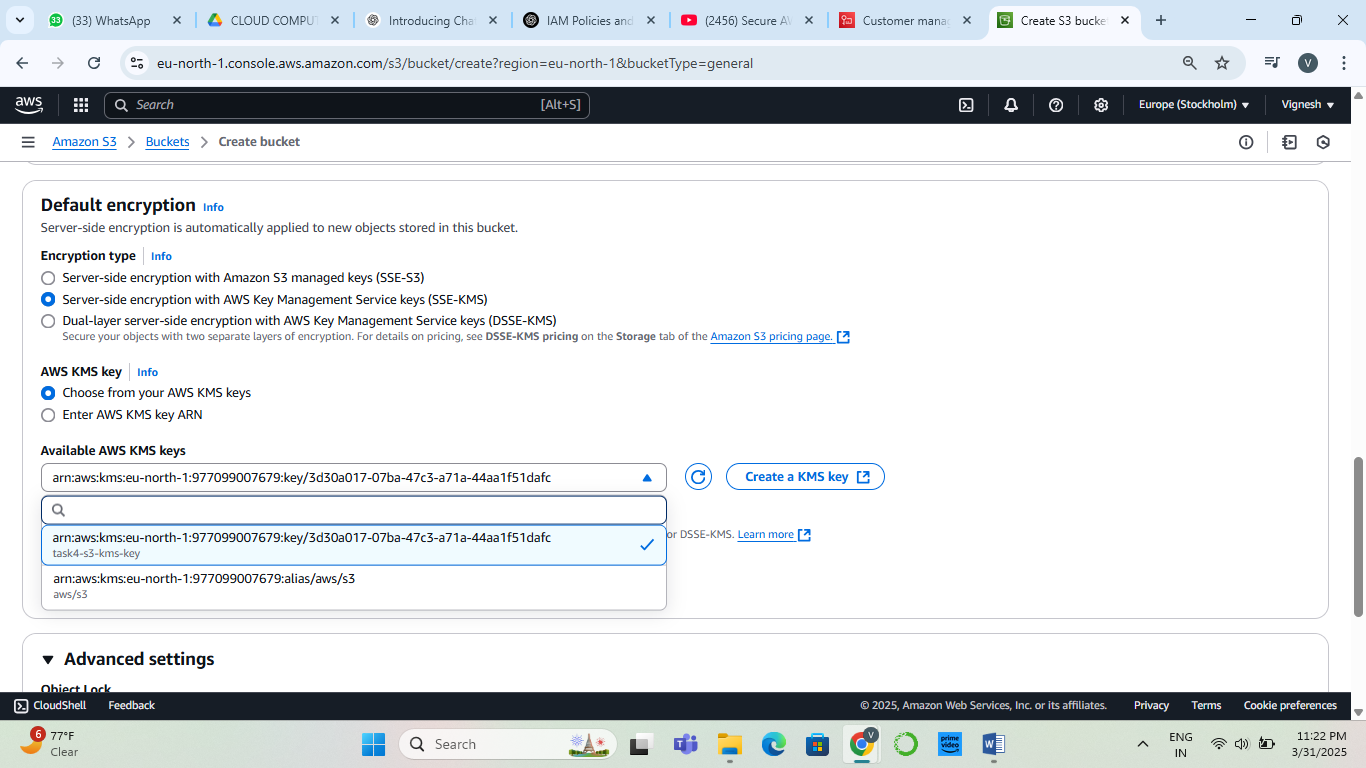 (33) WhatsApp
CLOUD COMPUT
Introducing Cha
IAM Policies and
(2456) Secure AW
Customer mana
Create S3 bucke
eu-north-1.console.aws.amazon.com/s3/bucket/create?region=eu-north-1&bucketType=general
V
aws
Search [Alt+S]
Europe (Stockholm)
Vignesh
Amazon S3 > Buckets > Create bucket
Default encryption Info
Server-side encryption is automatically applied to new objects stored in this bucket.
Encryption type Info
Server-side encryption with Amazon S3 managed keys (SSE-S3)
Server-side encryption with AWS Key Management Service keys (SSE-KMS)
Dual-layer server-side encryption with AWS Key Management Service keys (DSSE-KMS)
Secure your objects with two separate layers of encryption. For details on pricing, see DSSE-KMS pricing on the Storage tab of the Amazon S3 pricing page.
AWS KMS key Info
Choose from your AWS KMS keys
Enter AWS KMS key ARN
Available AWS KMS keys
arn:aws:kms:eu-north-1:977099007679:key/3d30a017-07ba-47c3-a71a-44aa1f51dafc
Create a KMS key
arn:aws:kms:eu-north-1:977099007679:key/3d30a017-07ba-47c3-a71a-44aa1f51dafc
or DSSE-KMS. Learn more
task4-s3-kms-key
arn:aws:kms:eu-north-1:977099007679:alias/aws/s3
aws/s3
Advanced settings
Object Lock
CloudShell Feedback © 2025, Amazon Web Services, Inc. or its affiliates. Privacy Terms Cookie preferences
6
77°F
Clear
Search
V
prime video
ENG
IN
11:22 PM
3/31/2025